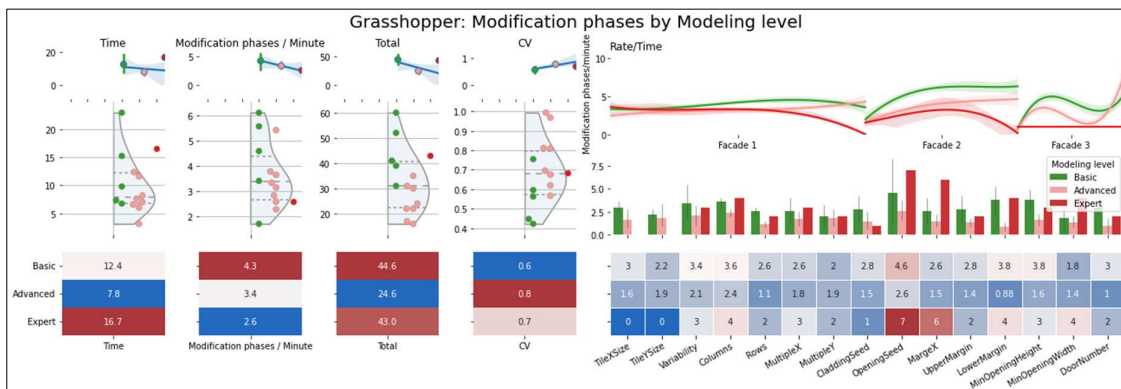 Grasshopper: Modification phases by Modeling level
Time
Modification phases / Minute
Total
CV
Rate/Time
20
10
0
5
0
50
0
1
0
10
5
0
Modification phases/minute
Facade 1
Facade 2
Facade 3
20
15
10
5
6
5
4
3
2
60
50
40
30
20
1.0
0.9
0.8
0.7
0.6
0.5
0.4
7.5
5.0
2.5
0.0
Modeling level
Basic
Advanced
Expert
Basic 12.4 4.3 44.6 0.6 3 2.2 3.4 3.6 2.6 2.6 2 2.8 4.6 2.6 2.8 3.8 3.8 1.8 3
Advanced 7.8 3.4 24.6 0.8 1.6 1.9 2.1 2.4 1.1 1.8 1.9 1.5 2.6 1.5 1.4 0.88 1.6 1.4 1
Expert 16.7 2.6 43.0 0.7 0 0 3 4 2 3 2 1 7 6 2 4 3 4 2
Time Modification phases / Minute Total CV
TileXSize TileYSize Variability Columns Rows MultipleX MultipleY CladdingSeed OpeningSeed MargeX UpperMargin LowerMargin MinOpeningHeight MinOpeningWidth DoorNumber